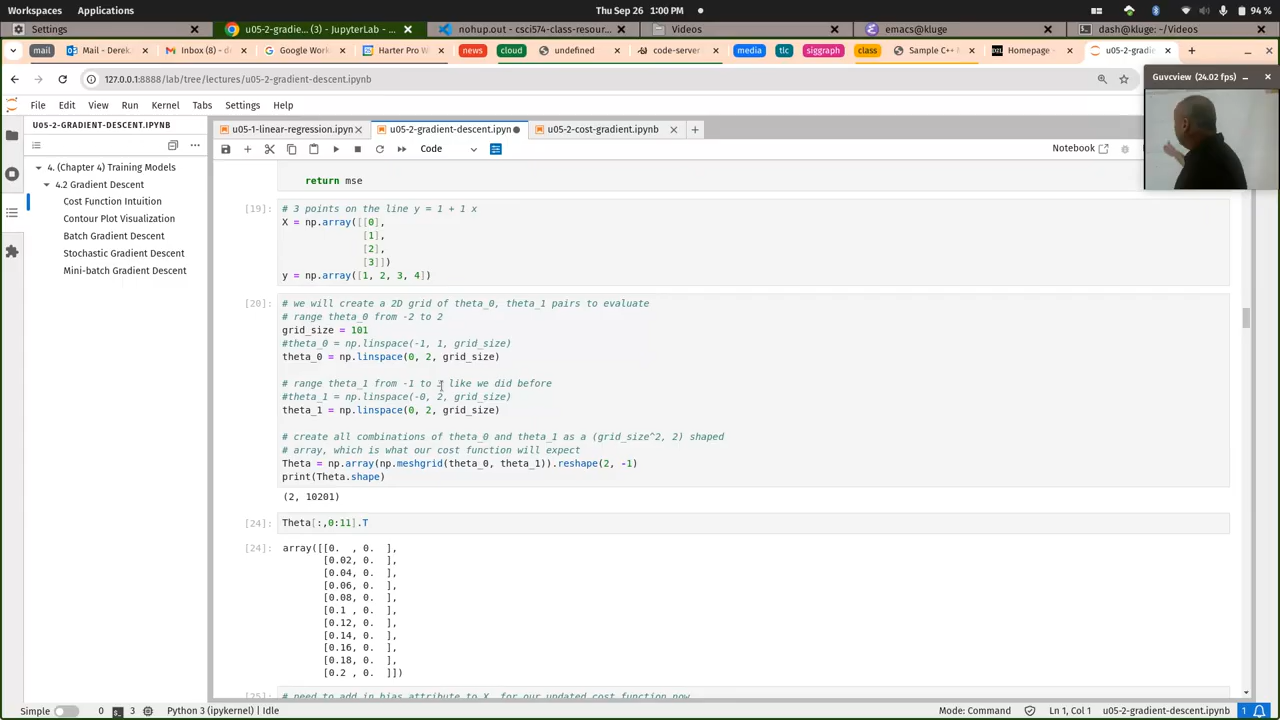 Workspaces Applications Thu Sep 26 1:00 PM 94 %
Settings u05-2-gradie... (3) - JupyterLab - ... nohup.out - csci574-class-resour... Videos emacs@kluge dash@kluge: ~/Videos
mail Mail - Derek. Inbox (8) - d Google Work Harter Pro W news cloud undefined code-server media tlc siggraph class Sample C++ Homepage - u05-2-gradi
127.0.0.1:8888/lab/tree/lectures/u05-2-gradient-descent.ipynb
Guvcview (24.02 fps)
File Edit View Run Kernel Tabs Settings Help
U05-2-GRADIENT-DESCENT.IPYNB
u05-1-linear-regression.ipyn u05-2-gradient-descent.ipyn u05-2-cost-gradient.ipynb
Code Notebook
4. (Chapter 4) Training Models
4.2 Gradient Descent
Cost Function Intuition
Contour Plot Visualization
Batch Gradient Descent
Stochastic Gradient Descent
Mini-batch Gradient Descent
return mse
[19]: # 3 points on the line y = 1 + 1 x
X = np.array([[0],
[1],
[2],
[3]])
y = np.array([1, 2, 3, 4])
[20]: # we will create a 2D grid of theta_0, theta_1 pairs to evaluate
# range theta_0 from -2 to 2
grid_size = 101
#theta_0 = np.linspace(-1, 1, grid_size)
theta_0 = np.linspace(0, 2, grid_size)
# range theta_1 from -1 to 3 like we did before
#theta_1 = np.linspace(-0, 2, grid_size)
theta_1 = np.linspace(0, 2, grid_size)
# create all combinations of theta_0 and theta_1 as a (grid_size^2, 2) shaped
# array, which is what our cost function will expect
Theta = np.array(np.meshgrid(theta_0, theta_1)).reshape(2, -1)
print(Theta.shape)
(2, 10201)
[24]: Theta[:,0:11].T
[24]: array([[0. , 0. ],
[0.02, 0. ],
[0.04, 0. ],
[0.06, 0. ],
[0.08, 0. ],
[0.1 , 0. ],
[0.12, 0. ],
[0.14, 0. ],
[0.16, 0. ],
[0.18, 0. ],
[0.2 , 0. ]])
[25]: # need to add in bias attribute to X, for our updated cost function now
Simple 0 3 Python 3 (ipykernel) | Idle Mode: Command Ln 1, Col 1 u05-2-gradient-descent.ipynb 1